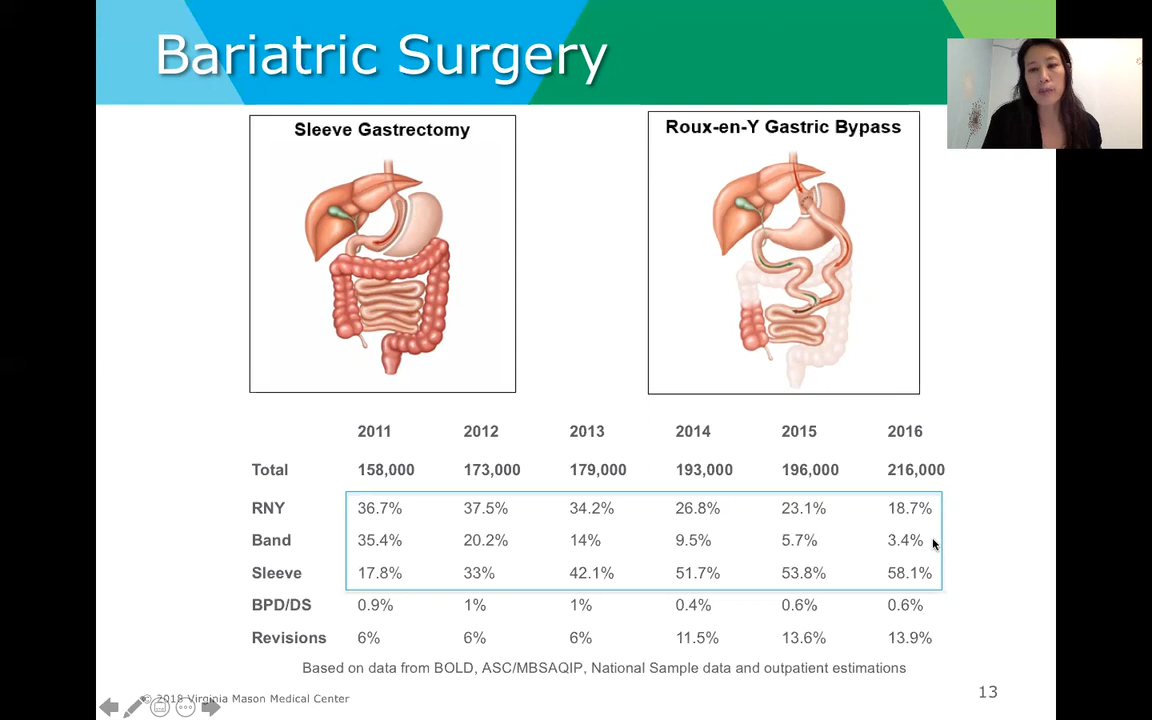 Bariatric Surgery
Sleeve Gastrectomy
Roux-en-Y Gastric Bypass
2011 2012 2013 2014 2015 2016
Total 158,000 173,000 179,000 193,000 196,000 216,000
RNY 36.7% 37.5% 34.2% 26.8% 23.1% 18.7%
Band 35.4% 20.2% 14% 9.5% 5.7% 3.4%
Sleeve 17.8% 33% 42.1% 51.7% 53.8% 58.1%
BPD/DS 0.9% 1% 1% 0.4% 0.6% 0.6%
Revisions 6% 6% 6% 11.5% 13.6% 13.9%
Based on data from BOLD, ASC/MBSAQIP, National Sample data and outpatient estimations
© 2018 Virginia Mason Medical Center
13